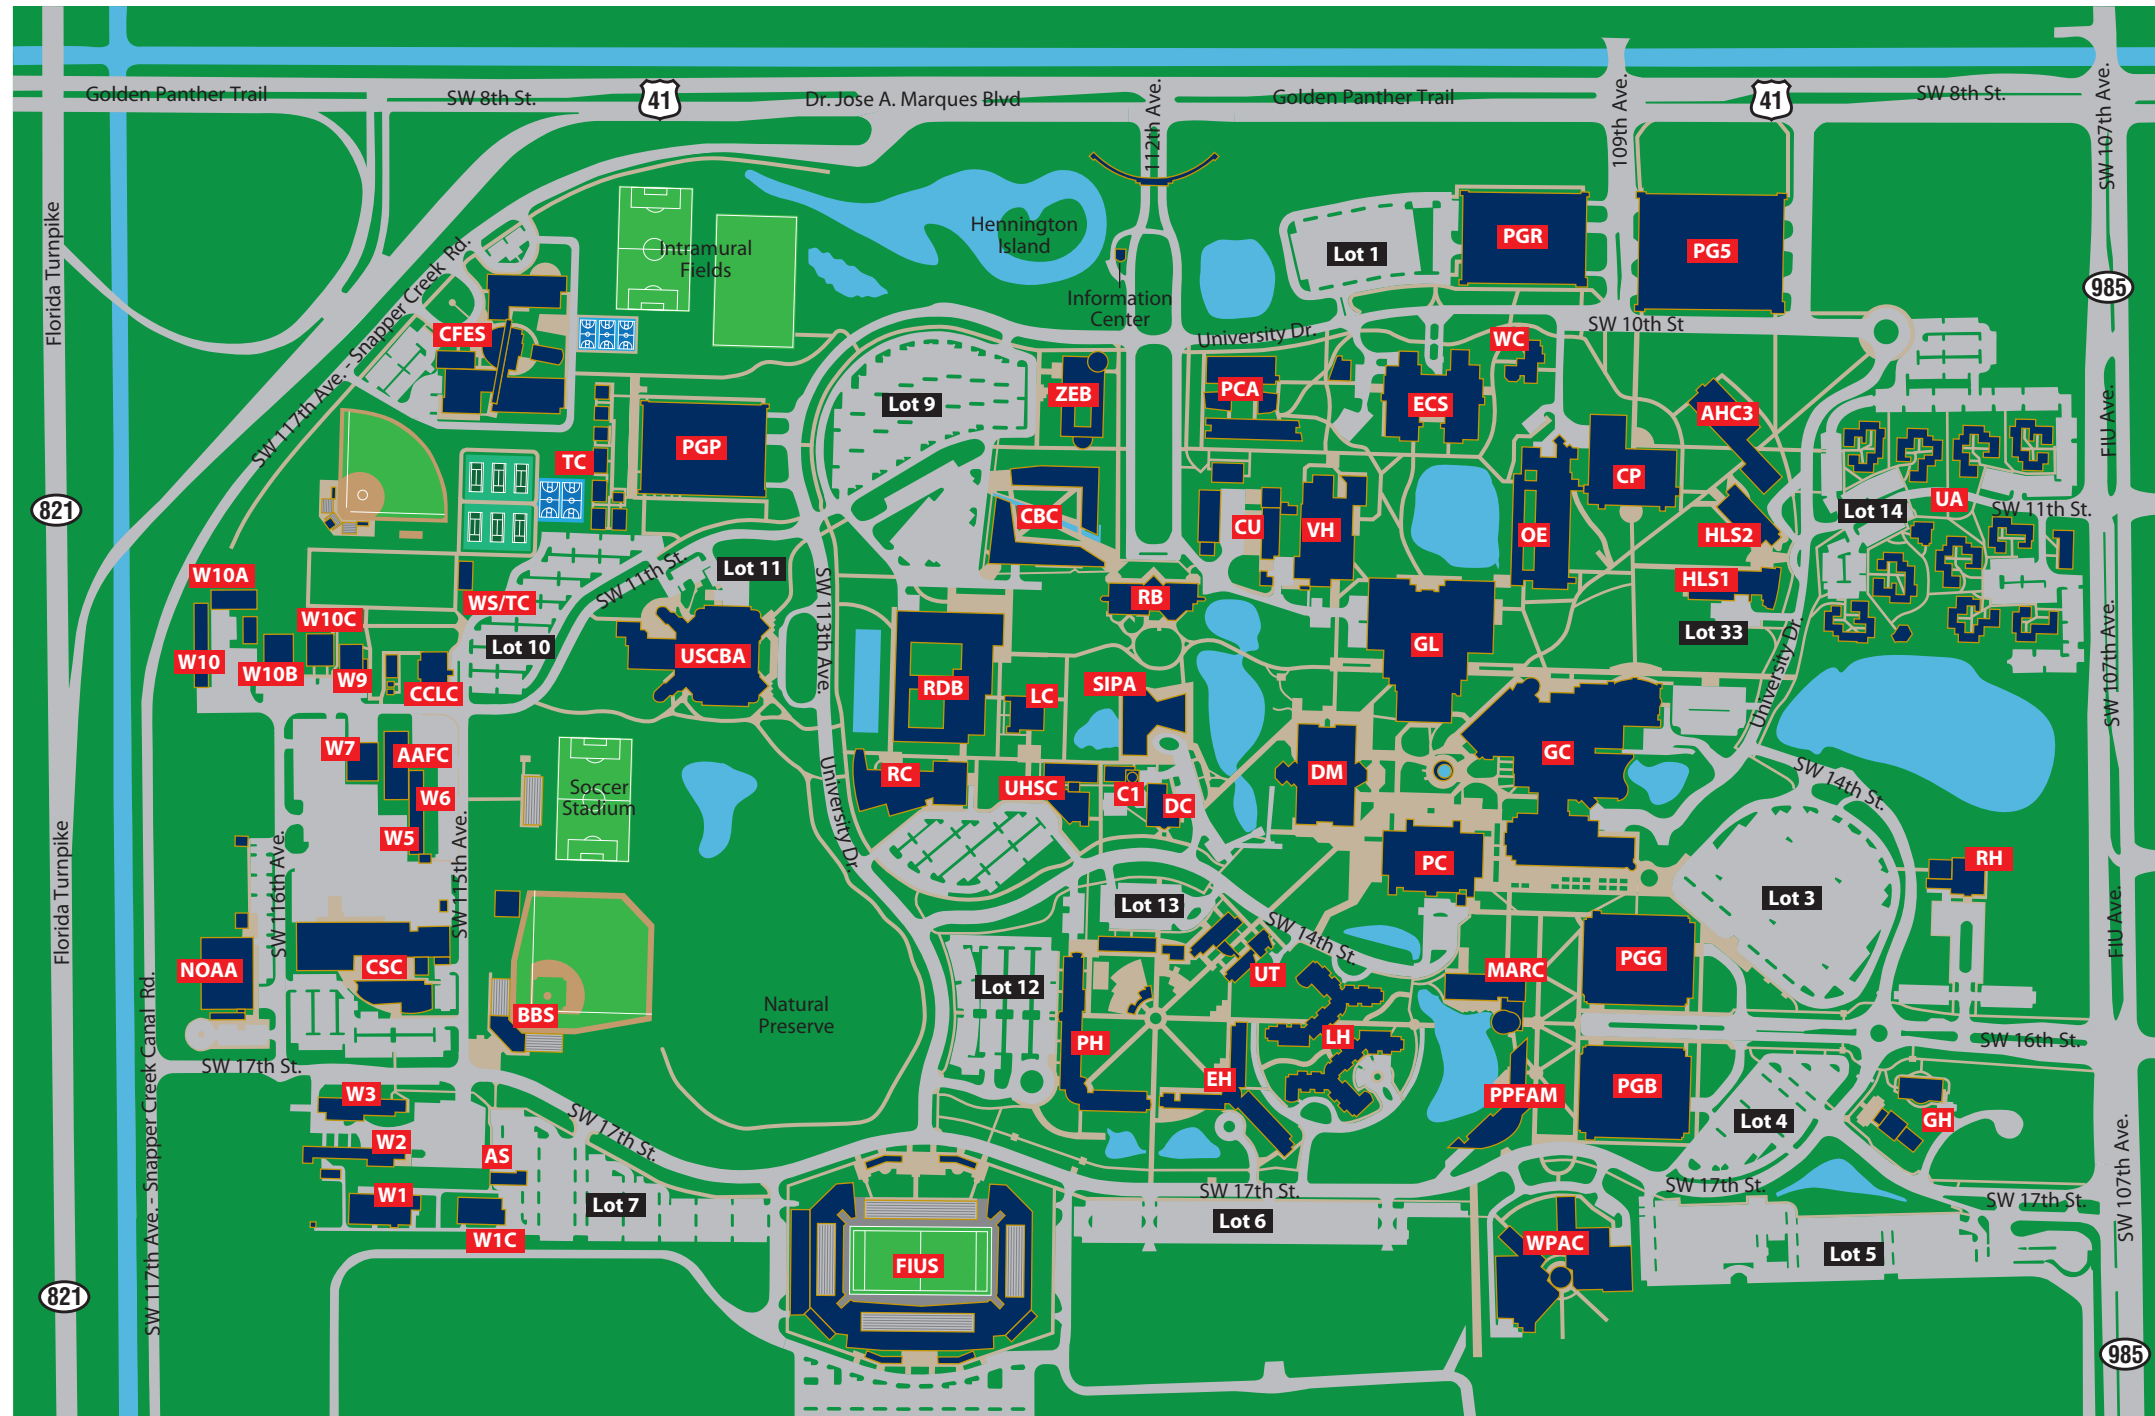 Golden Panther Trail
SW 8th St.
41
Dr. Jose A. Marques Blvd
112th Ave.
Golden Panther Trail
109th Ave.
41
SW 8th St.
SW 107th Ave.
Florida Turnpike
SW 117th Ave. - Snapper Creek Rd.
Intramural
Fields
Hennington
Island
Information
Center
Lot 1
PGR
PG5
985
CFES
University Dr.
WC
SW 10th St
ZEB
PCA
ECS
AHC3
Lot 9
FIU Ave.
PGP
TC
CP
UA
Lot 14
SW 11th St.
821
CBC
CU
VH
OE
HLS2
W10A
SW 11th St.
Lot 11
SW 113th Ave.
HLS1
WS/TC
RB
W10C
Lot 10
USCBA
GL
Lot 33
University Dr.
SW 107th Ave.
W10
W10B
W9
CCLC
RDB
LC
SIPA
W7
AAFC
GC
W6
Soccer
Stadium
RC
UHSC
C1
DC
DM
SW 14th St.
W5
University Dr.
PC
RH
Florida Turnpike
SW 116th Ave.
SW 115th Ave.
Lot 13
Lot 3
FIU Ave.
SW 14th St.
NOAA
CSC
UT
MARC
PGG
Lot 12
BBS
Natural
Preserve
PH
LH
SW 16th St.
SW 17th St.
EH
PPFAM
PGB
W3
SW 17th St.
Lot 4
GH
W2
AS
SW 117th Ave. - Snapper Creek Canal Rd.
W1
Lot 7
SW 17th St.
SW 17th St.
SW 17th St.
SW 107th Ave.
Lot 6
W1C
WPAC
Lot 5
FIUS
821
985